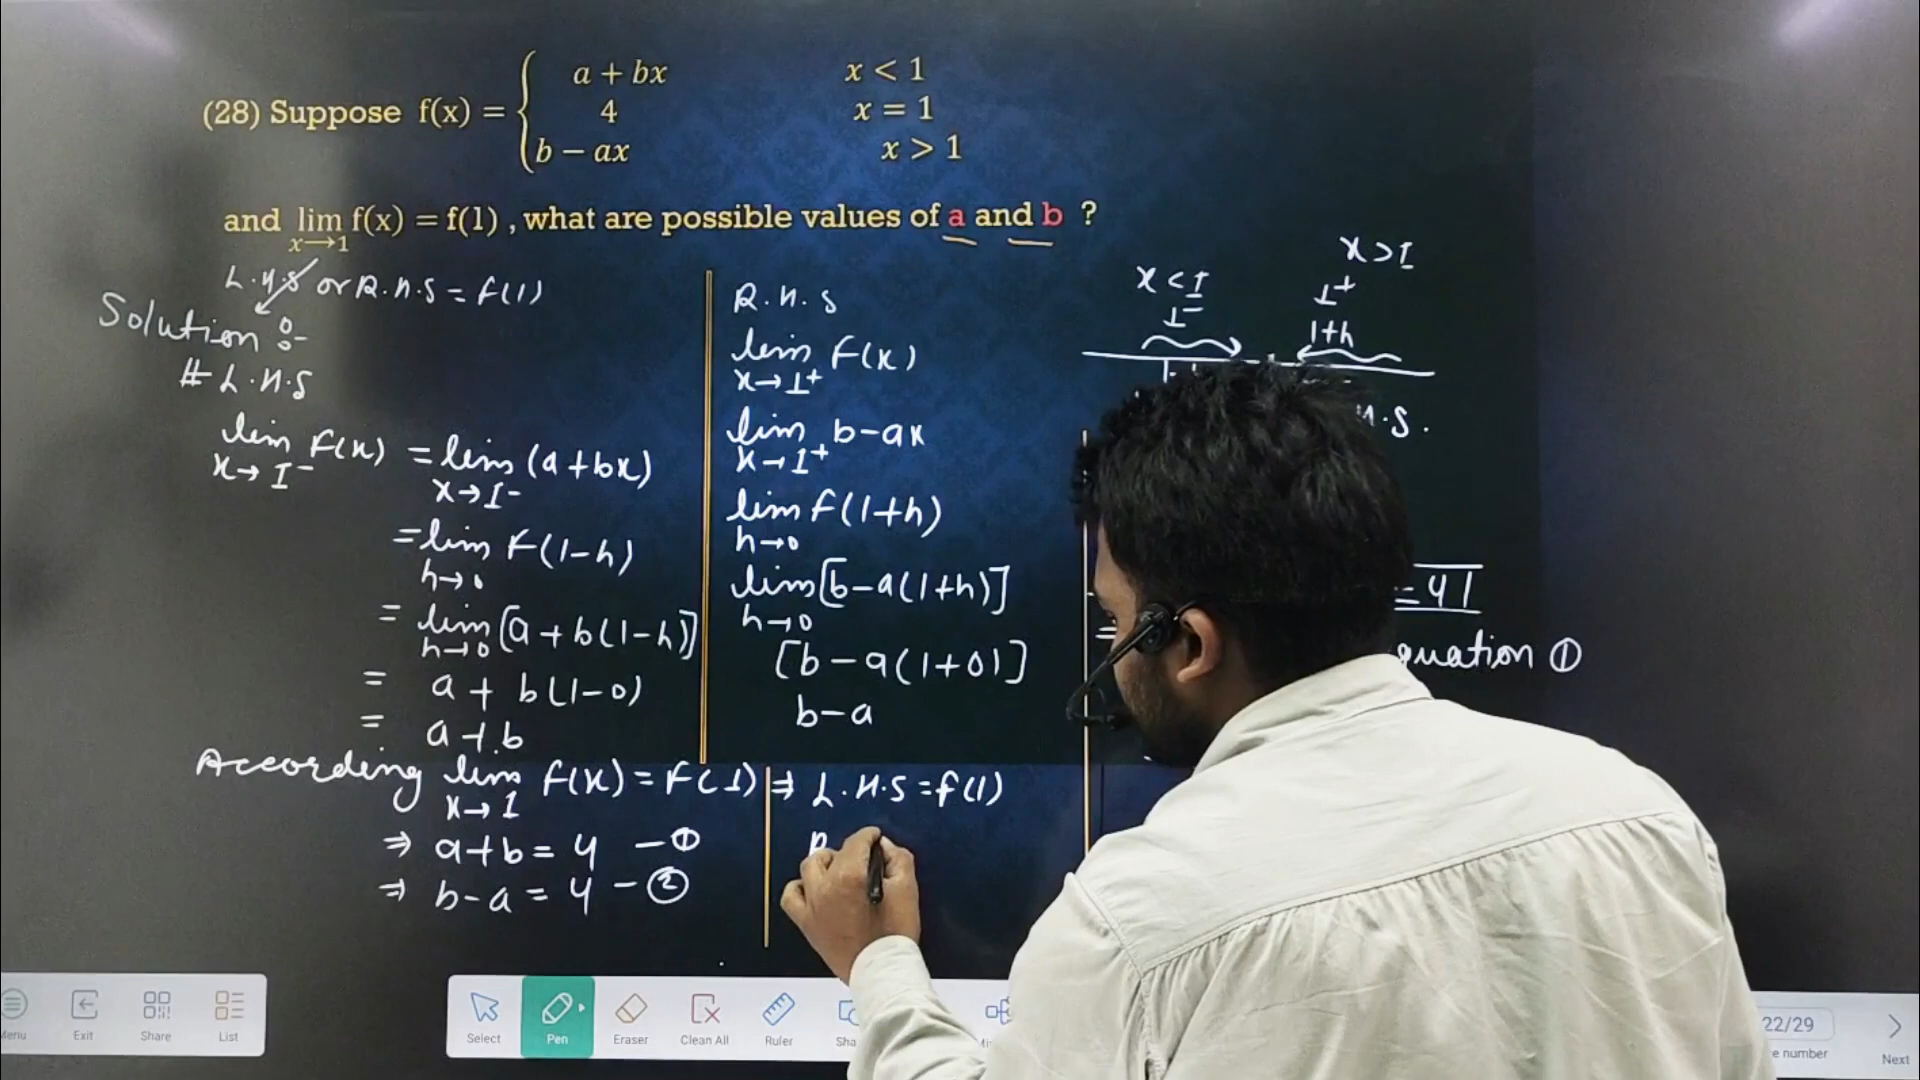 (28) Suppose f(x) = { a + bx x < 1
4 x = 1
b − ax x > 1
and lim x→1 f(x) = f(1) , what are possible values of a and b ?
L.H.S or R.H.S = f(1)
Solution :-
# L.H.S
lim x→1⁻ f(x) = lim x→1⁻ (a+bx)
= lim h→0 f(1-h)
= lim h→0 [a+b(1-h)]
= a + b(1-0)
= a+b
According lim x→1 f(x) = f(1)
⇒ a+b = 4 — ①
⇒ b-a = 4 — ②
R.H.S
lim x→1⁺ f(x)
lim x→1⁺ b-ax
lim h→0 f(1+h)
lim h→0 [b-a(1+h)]
[b-a(1+0)]
b-a
⇒ L.H.S = f(1)
R
x<1
1⁻
x>1
1⁺
1+h
H.S.
=4
quation ①
Menu
Exit
Share
List
Select
Pen
Eraser
Clean All
Ruler
Sha
22/29
e number
Next